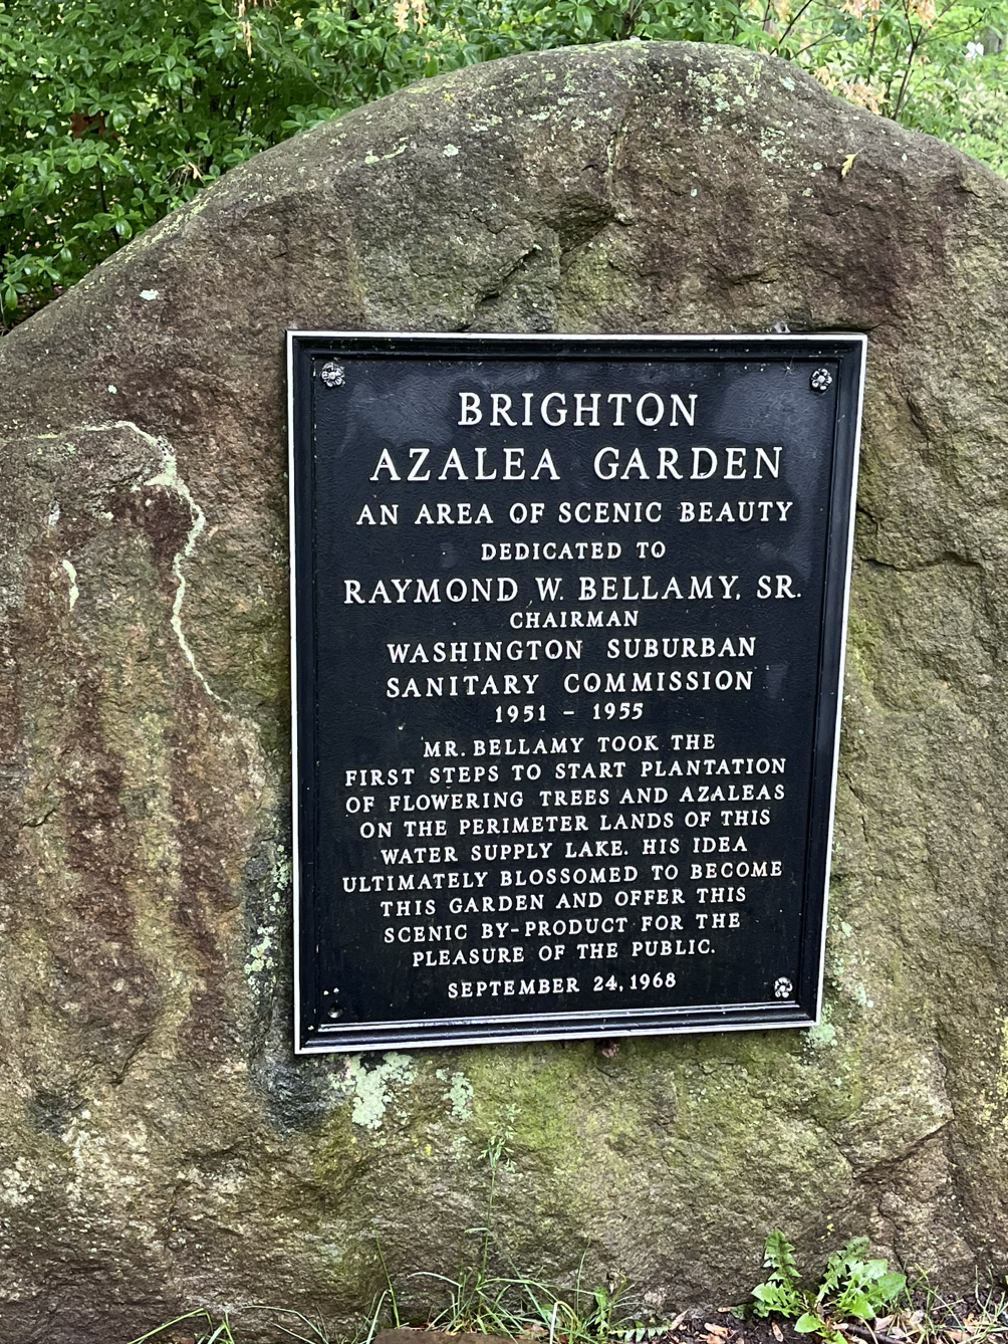 BRIGHTON
AZALEA GARDEN
AN AREA OF SCENIC BEAUTY
DEDICATED TO
RAYMOND W. BELLAMY, SR.
CHAIRMAN
WASHINGTON SUBURBAN
SANITARY COMMISSION
1951 – 1955
MR. BELLAMY TOOK THE
FIRST STEPS TO START PLANTATION
OF FLOWERING TREES AND AZALEAS
ON THE PERIMETER LANDS OF THIS
WATER SUPPLY LAKE. HIS IDEA
ULTIMATELY BLOSSOMED TO BECOME
THIS GARDEN AND OFFER THIS
SCENIC BY-PRODUCT FOR THE
PLEASURE OF THE PUBLIC.
SEPTEMBER 24, 1968